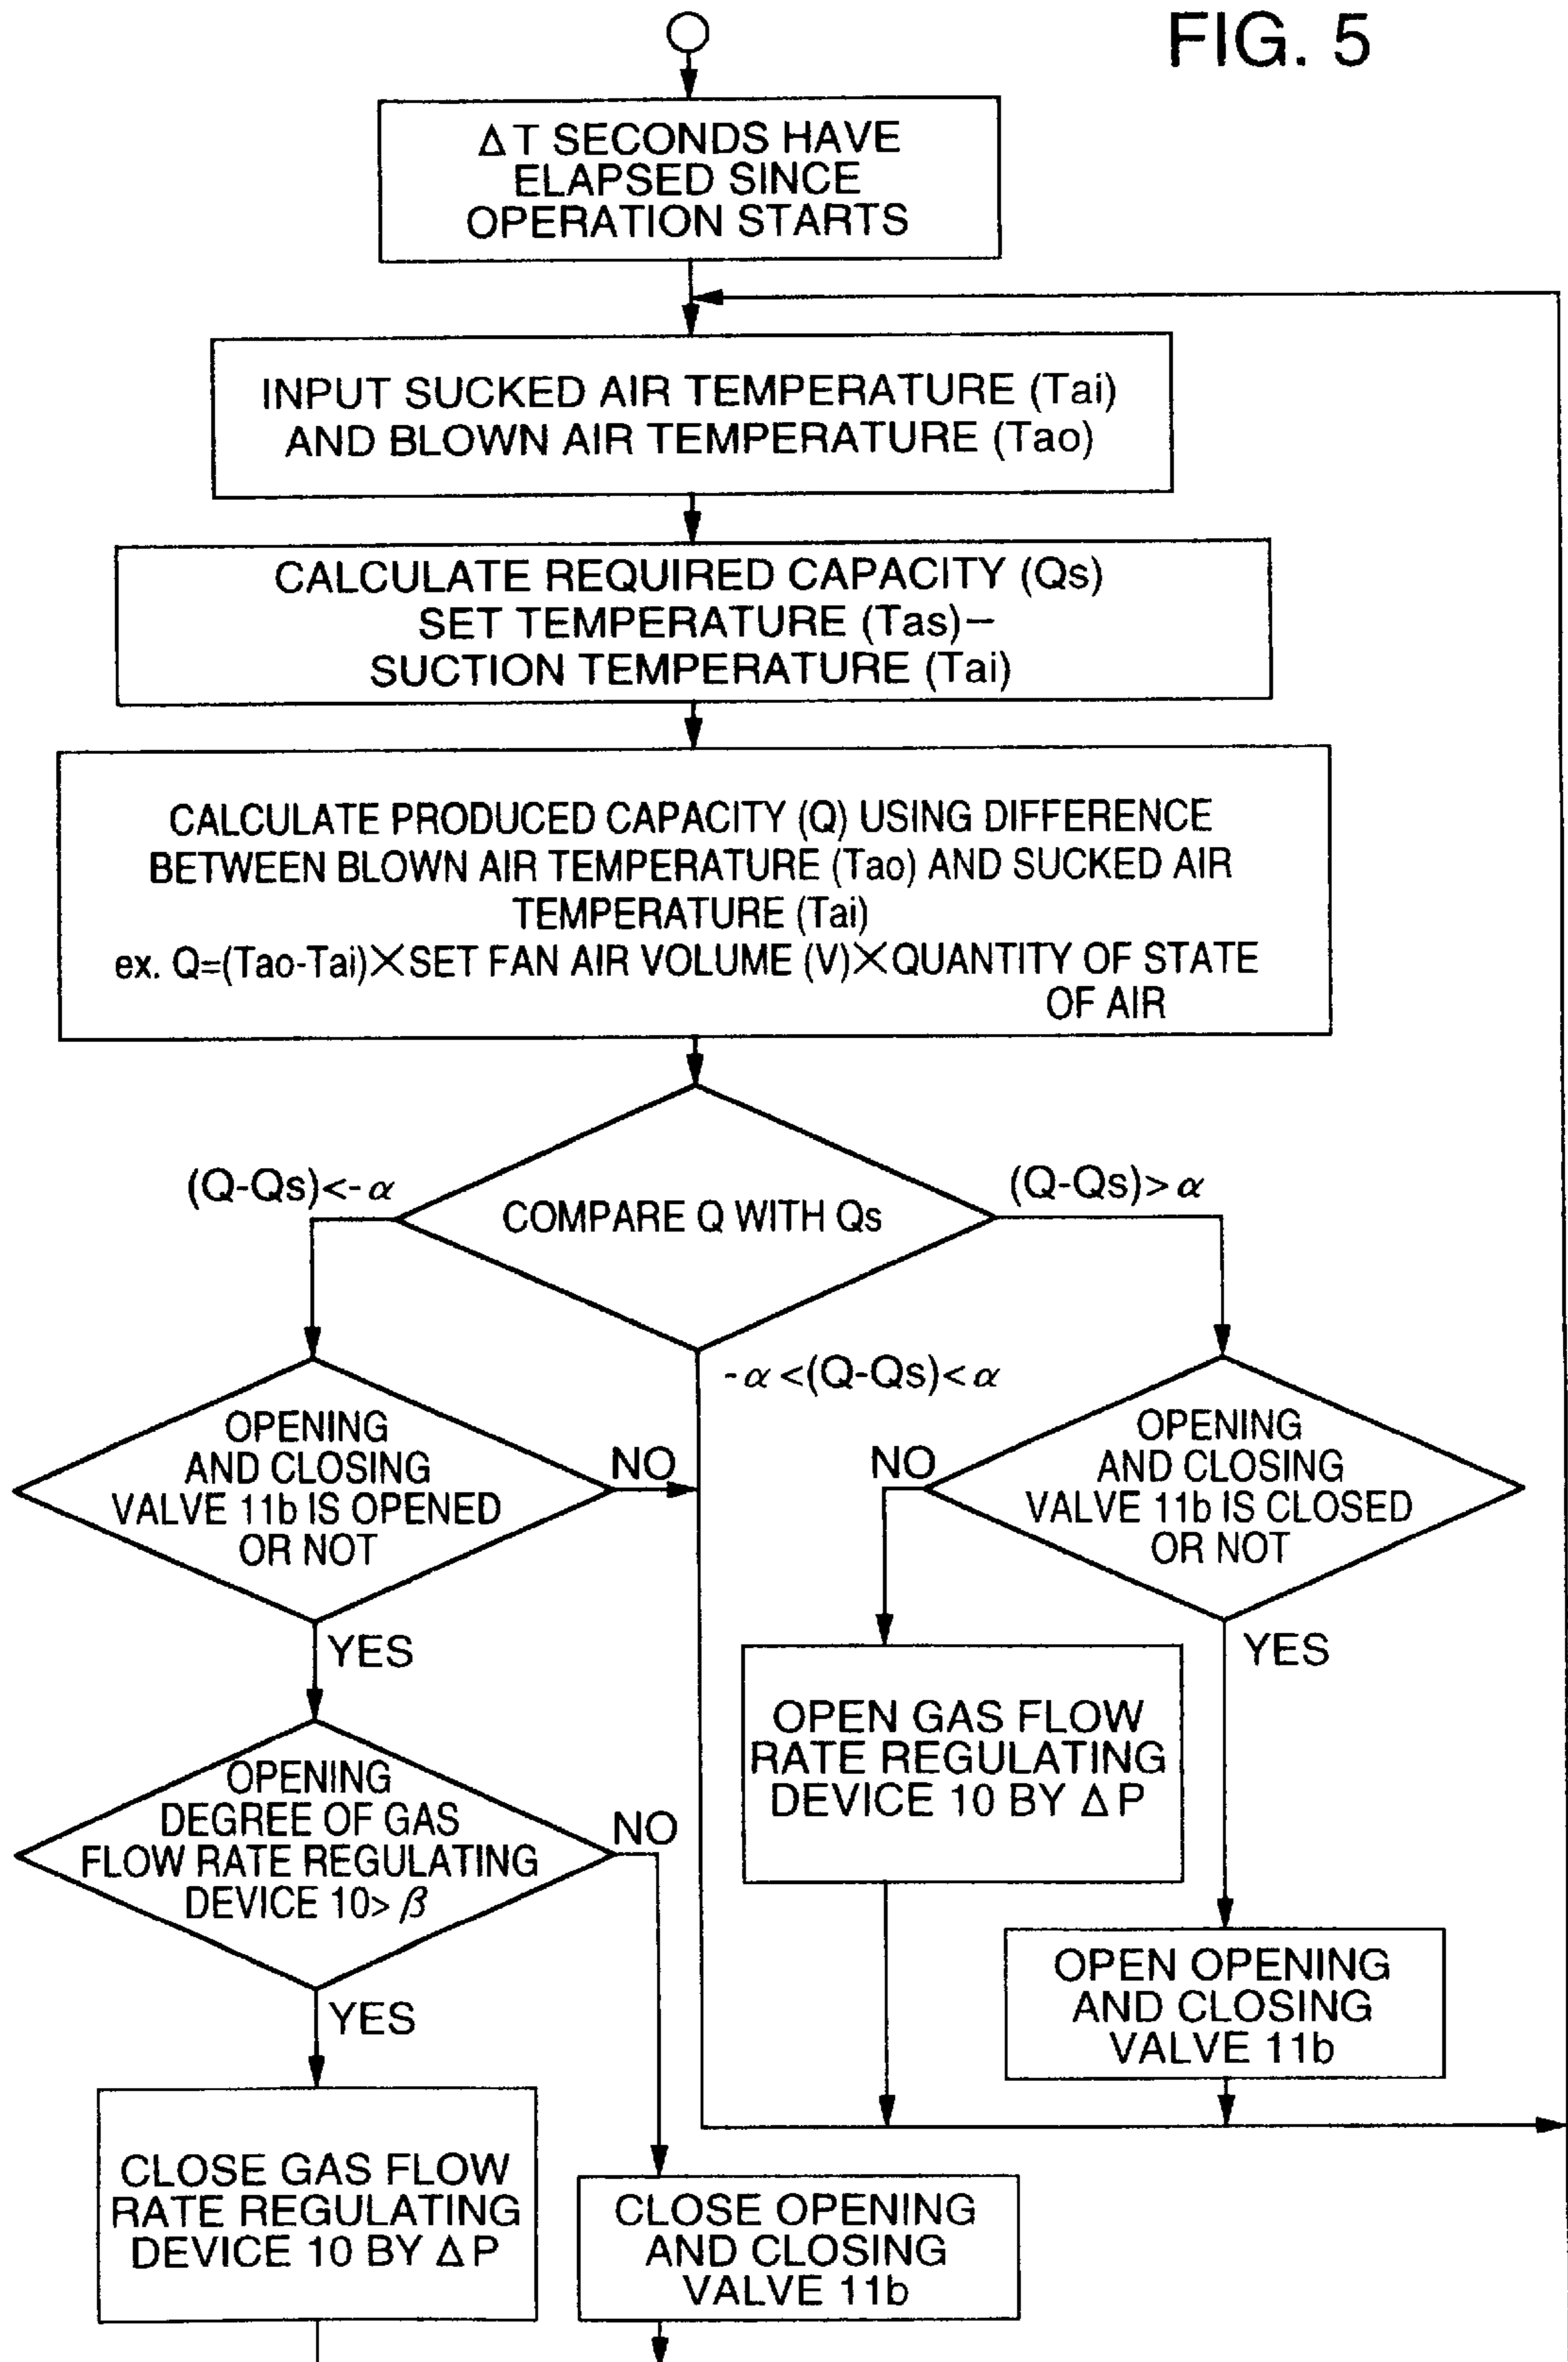 FIG. 5
ΔT SECONDS HAVE
ELAPSED SINCE
OPERATION STARTS
INPUT SUCKED AIR TEMPERATURE (Tai)
AND BLOWN AIR TEMPERATURE (Tao)
CALCULATE REQUIRED CAPACITY (Qs)
SET TEMPERATURE (Tas)−
SUCTION TEMPERATURE (Tai)
CALCULATE PRODUCED CAPACITY (Q) USING DIFFERENCE
BETWEEN BLOWN AIR TEMPERATURE (Tao) AND SUCKED AIR
TEMPERATURE (Tai)
ex. Q=(Tao-Tai)×SET FAN AIR VOLUME (V)×QUANTITY OF STATE
OF AIR
(Q-Qs)<-α
COMPARE Q WITH Qs
(Q-Qs)>α
-α<(Q-Qs)<α
OPENING
AND CLOSING
VALVE 11b IS OPENED
OR NOT
NO
YES
OPENING
AND CLOSING
VALVE 11b IS CLOSED
OR NOT
NO
YES
OPEN GAS FLOW
RATE REGULATING
DEVICE 10 BY ΔP
OPENING
DEGREE OF GAS
FLOW RATE REGULATING
DEVICE 10>β
NO
YES
OPEN OPENING
AND CLOSING
VALVE 11b
CLOSE GAS FLOW
RATE REGULATING
DEVICE 10 BY ΔP
CLOSE OPENING
AND CLOSING
VALVE 11b